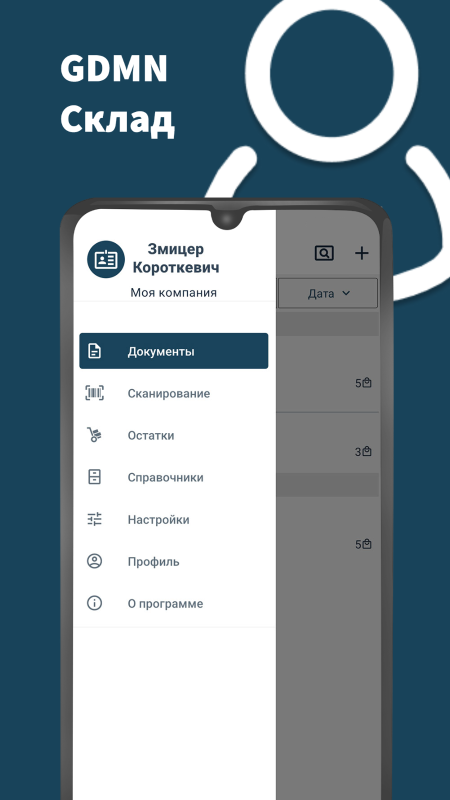 GDMN
Склад
Змицер
Короткевич
Моя компания
Дата
Документы
5
Сканирование
Остатки
3
Справочники
Настройки
5
Профиль
О программе